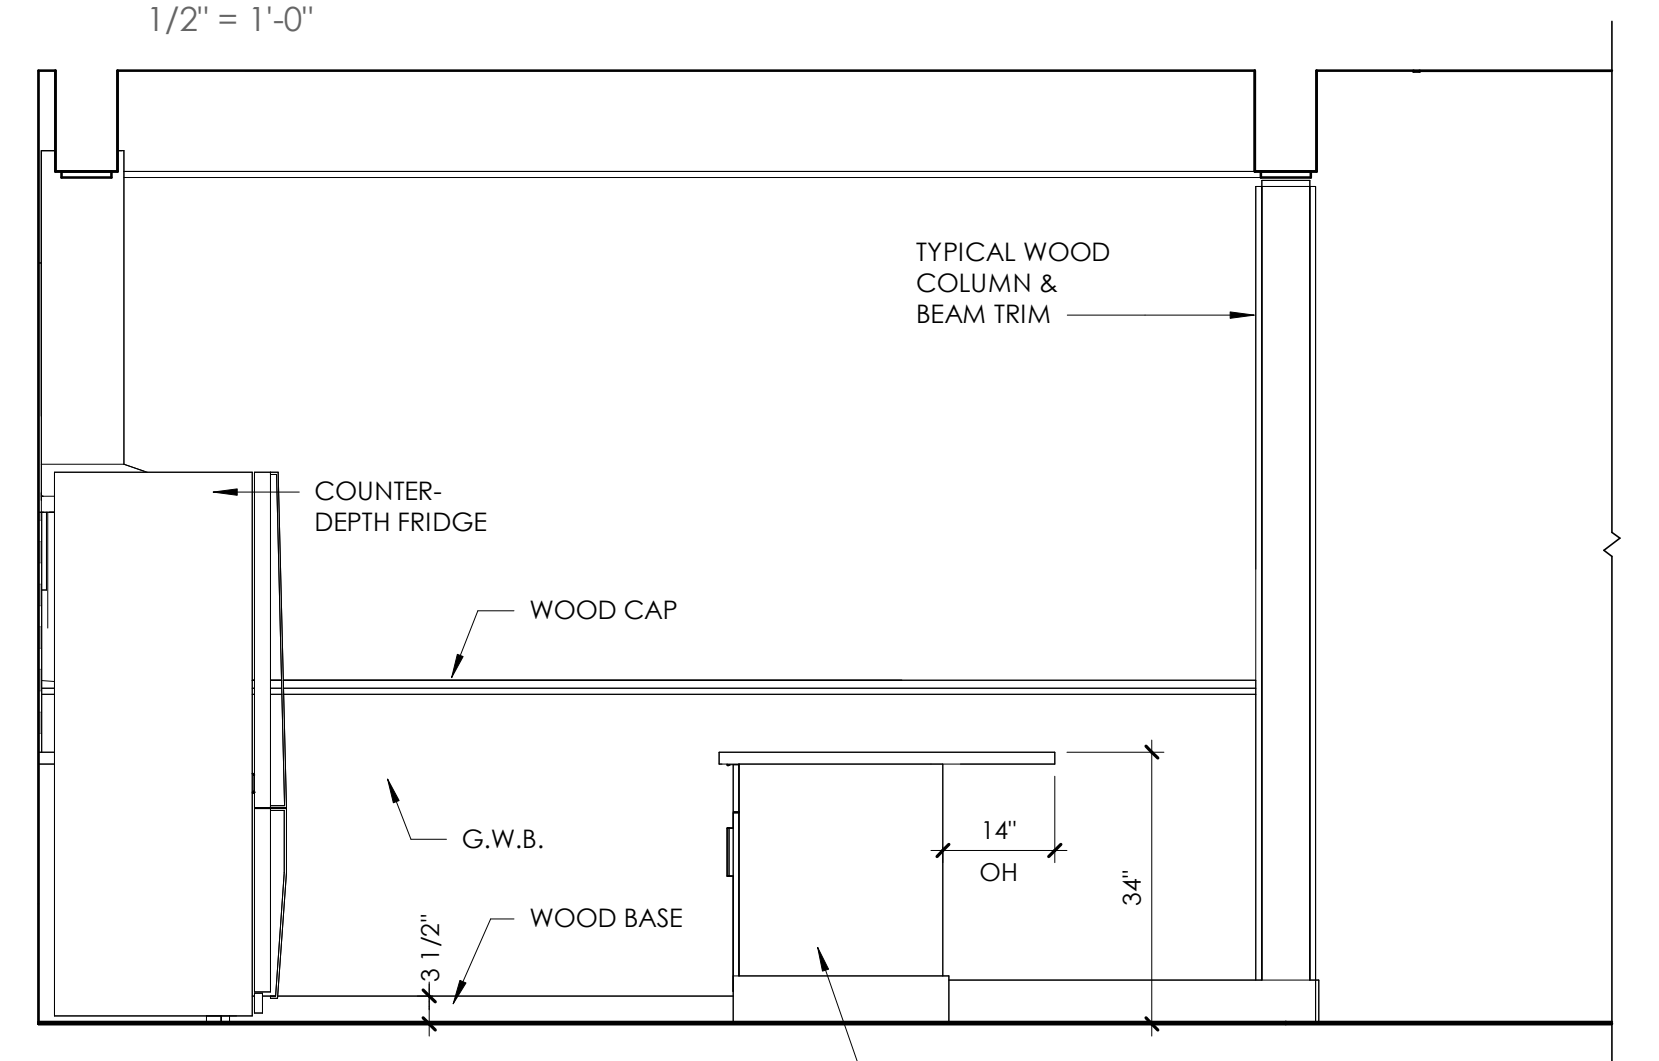 1/2" = 1'-0"
TYPICAL WOOD
COLUMN &
BEAM TRIM
COUNTER-
DEPTH FRIDGE
WOOD CAP
G.W.B.
14"
OH
34"
WOOD BASE
3 1/2"